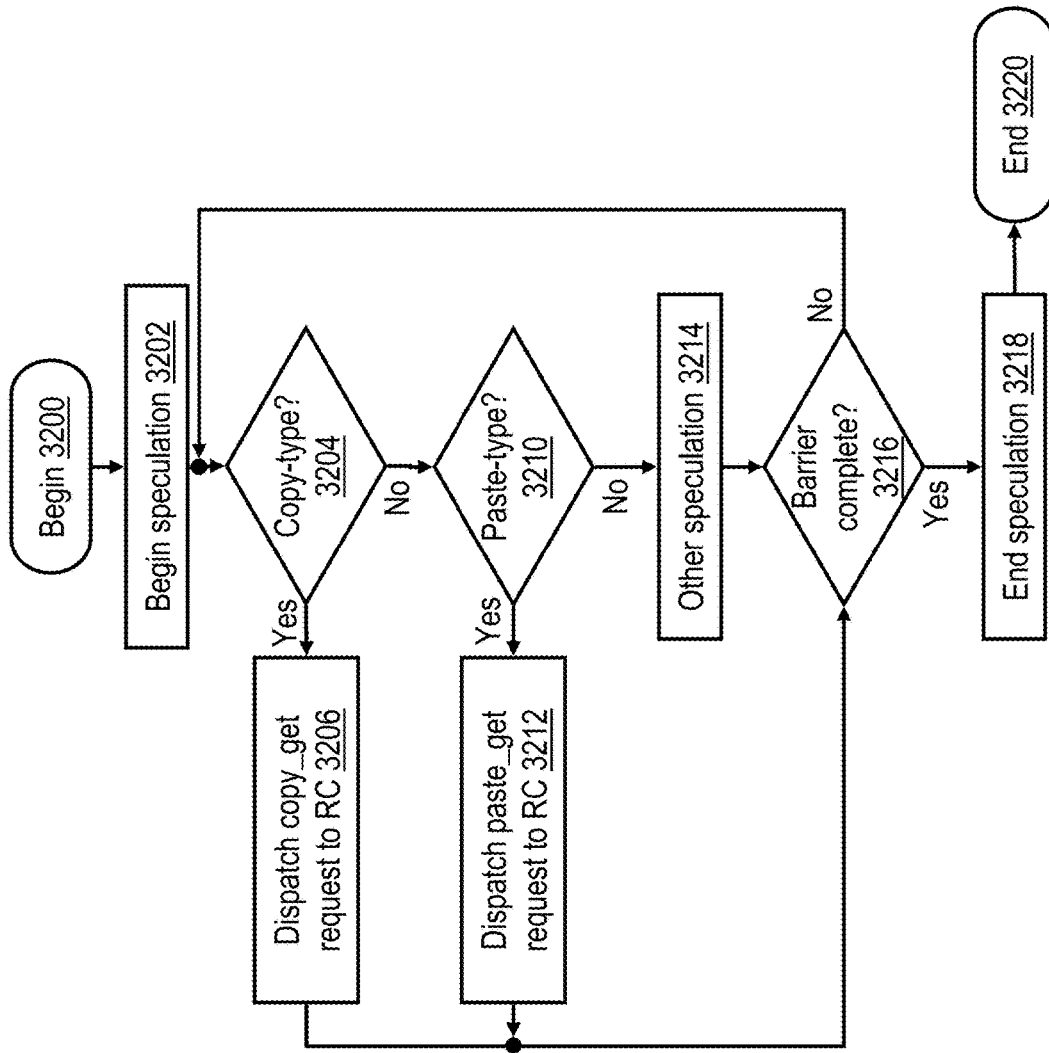 Begin 3200
Begin speculation 3202
Copy-type?
3204
Yes
No
Dispatch copy_get
request to RC 3206
Paste-type?
3210
Yes
No
Dispatch paste_get
request to RC 3212
Other speculation 3214
Barrier
complete?
3216
No
Yes
End speculation 3218
End 3220